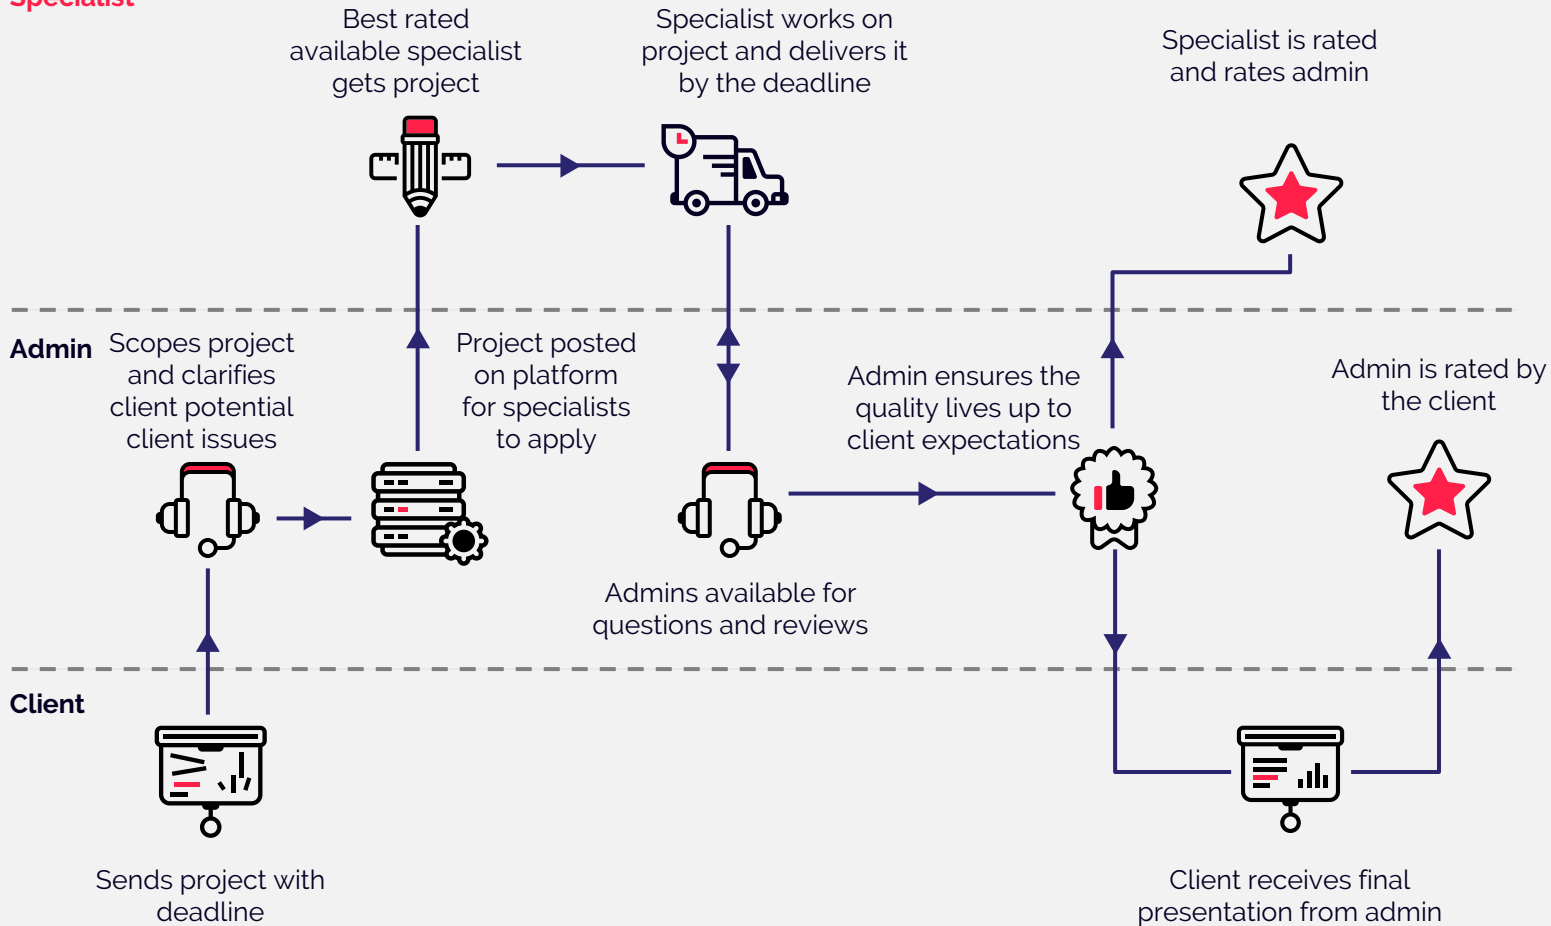 Specialist
Best rated
available specialist
gets project
Specialist works on
project and delivers it
by the deadline
Specialist is rated
and rates admin
Admin
Scopes project
and clarifies
client potential
client issues
Project posted
on platform
for specialists
to apply
Admin ensures the
quality lives up to
client expectations
Admin is rated by
the client
Admins available for
questions and reviews
Client
Sends project with
deadline
Client receives final
presentation from admin